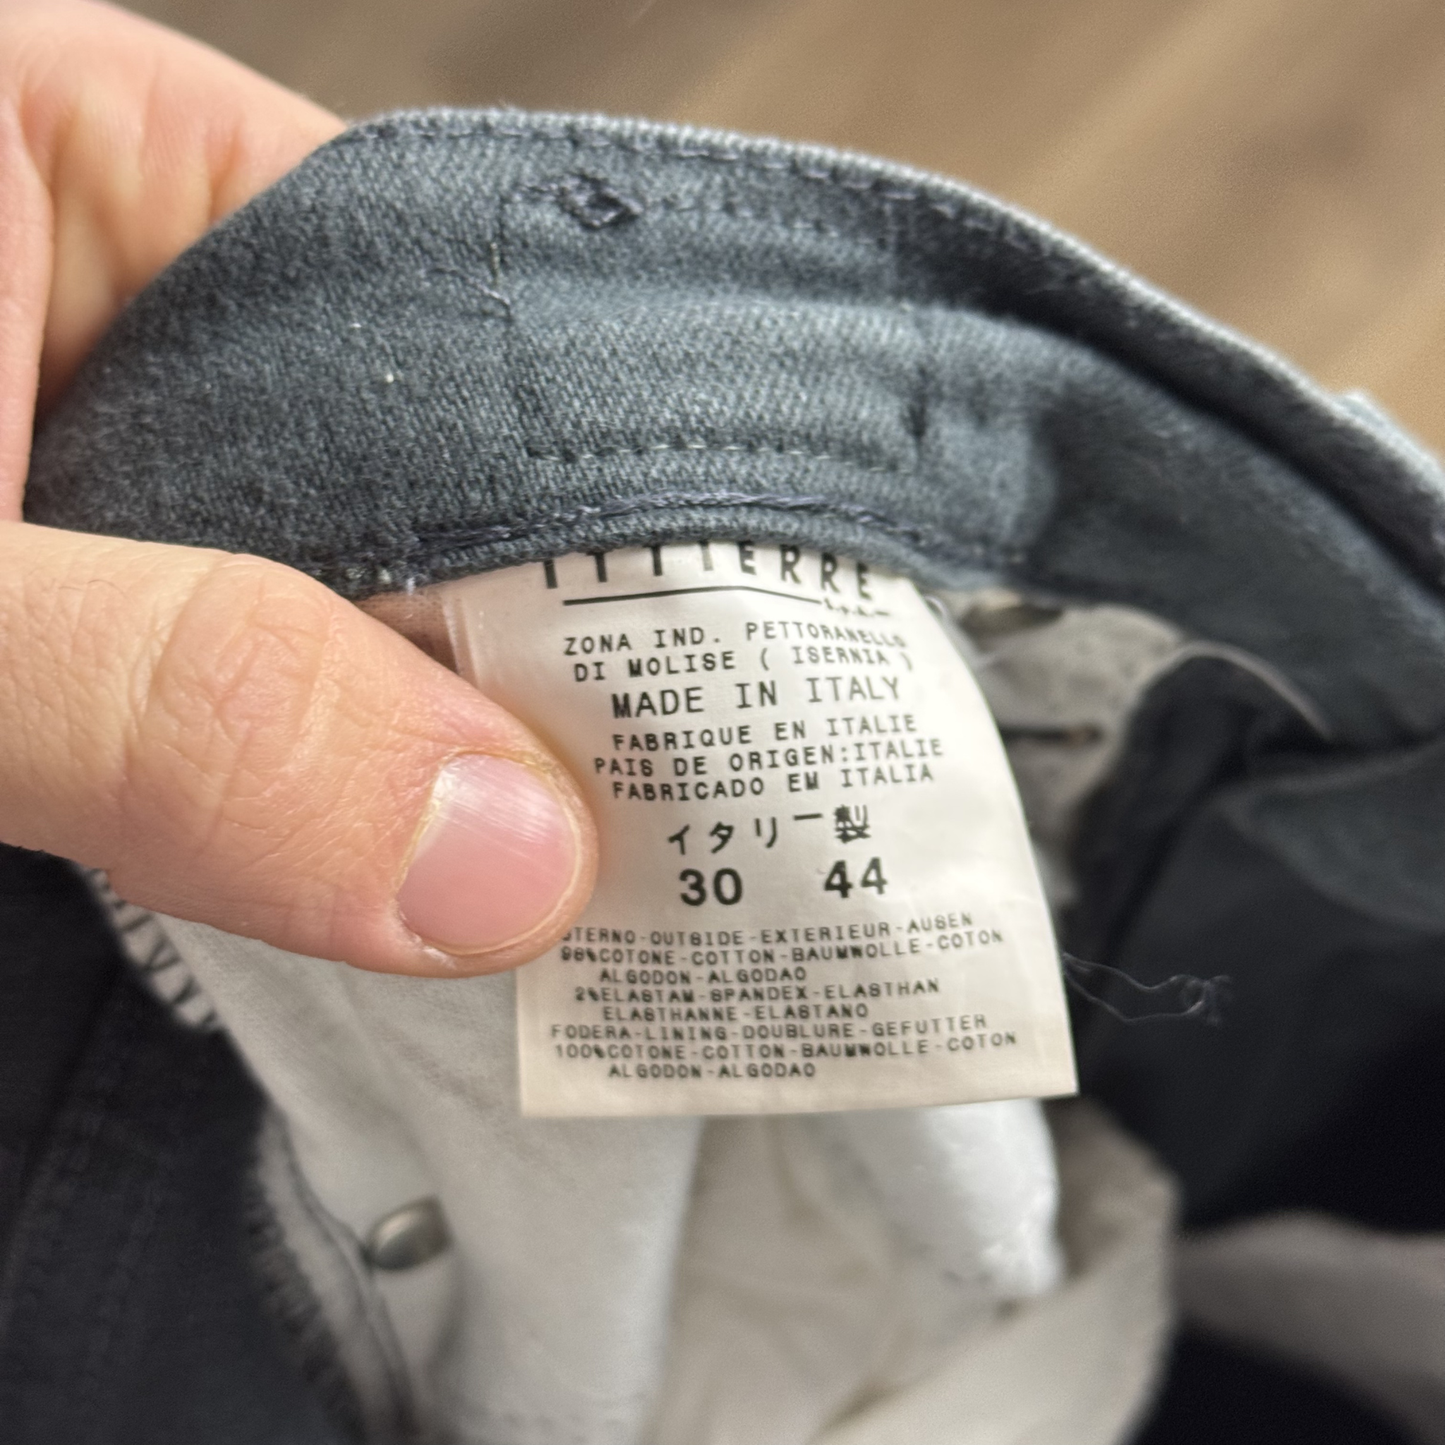 ITTIERRE
s.p.a.
ZONA IND. PETTORANELLO
DI MOLISE ( ISERNIA )
MADE IN ITALY
FABRIQUE EN ITALIE
PAIS DE ORIGEN:ITALIE
FABRICADO EM ITALIA
イタリー製
30 44
STERNO-OUTSIDE-EXTERIEUR-AUSEN
98%COTONE-COTTON-BAUMWOLLE-COTON
ALGODON-ALGODAO
2%ELASTAM-SPANDEX-ELASTHAN
ELASTHANNE-ELASTANO
FODERA-LINING-DOUBLURE-GEFUTTER
100%COTONE-COTTON-BAUMWOLLE-COTON
ALGODON-ALGODAO